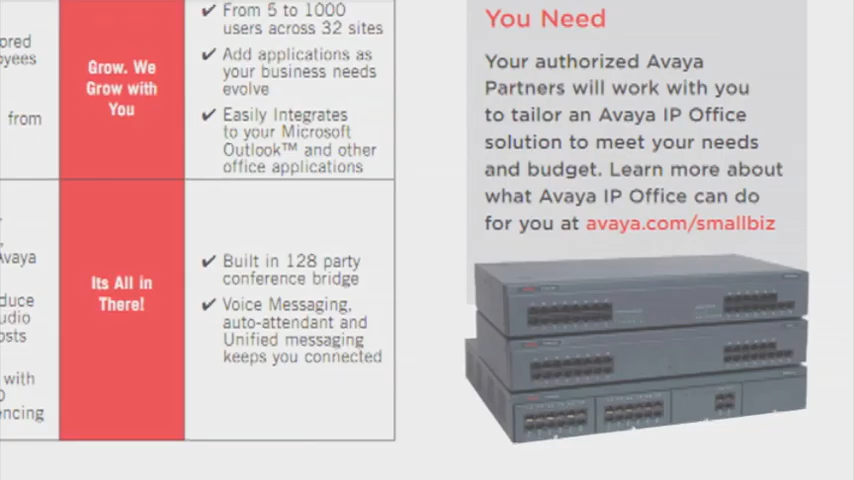 ored
oyees
from
Grow. We
Grow with
You
✔ From 5 to 1000
users across 32 sites
✔ Add applications as
your business needs
evolve
✔ Easily Integrates
to your Microsoft
Outlook™ and other
office applications
Avaya
duce
udio
osts
with
encing
Its All in
There!
✔ Built in 128 party
conference bridge
✔ Voice Messaging,
auto-attendant and
Unified messaging
keeps you connected
You Need
Your authorized Avaya
Partners will work with you
to tailor an Avaya IP Office
solution to meet your needs
and budget. Learn more about
what Avaya IP Office can do
for you at avaya.com/smallbiz